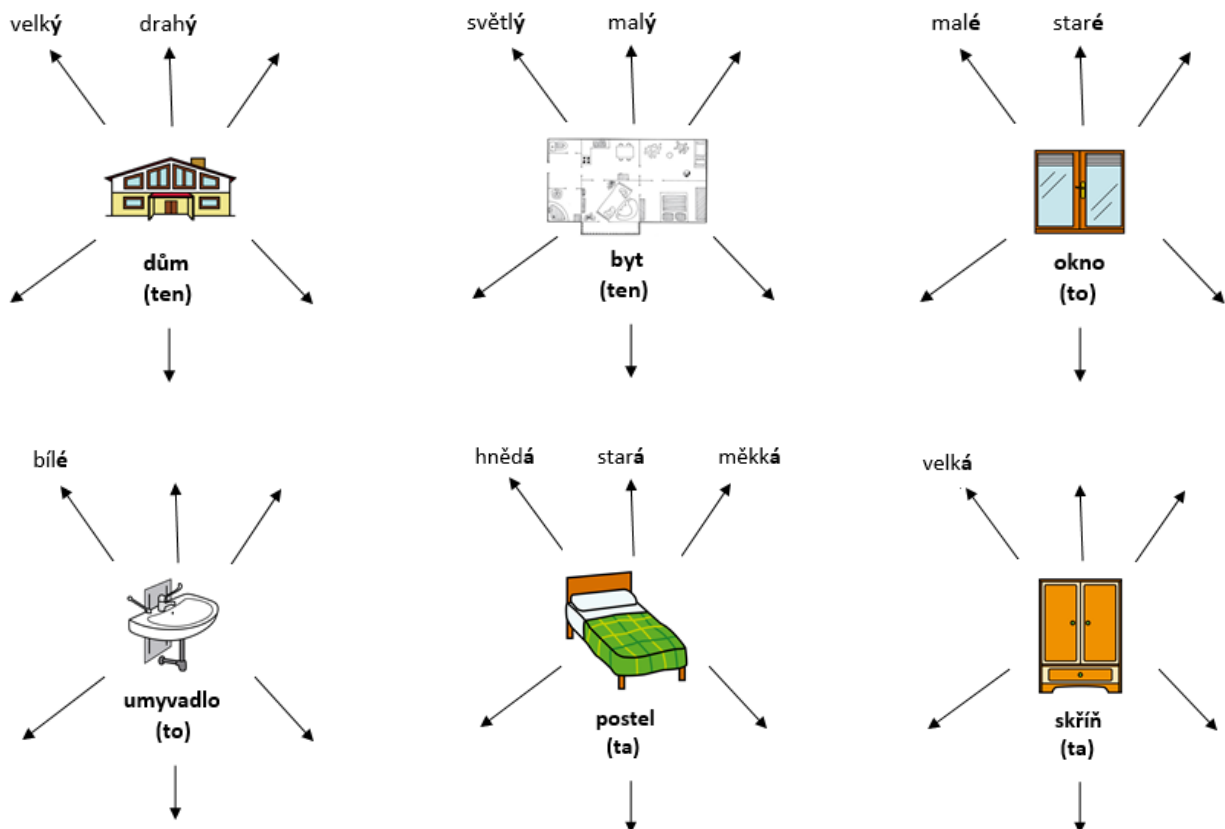 velký drahý
světlý malý
malé staré
dům
(ten)
byt
(ten)
okno
(to)
bílé
hnědá stará měkká
velká
umyvadlo
(to)
postel
(ta)
skříň
(ta)